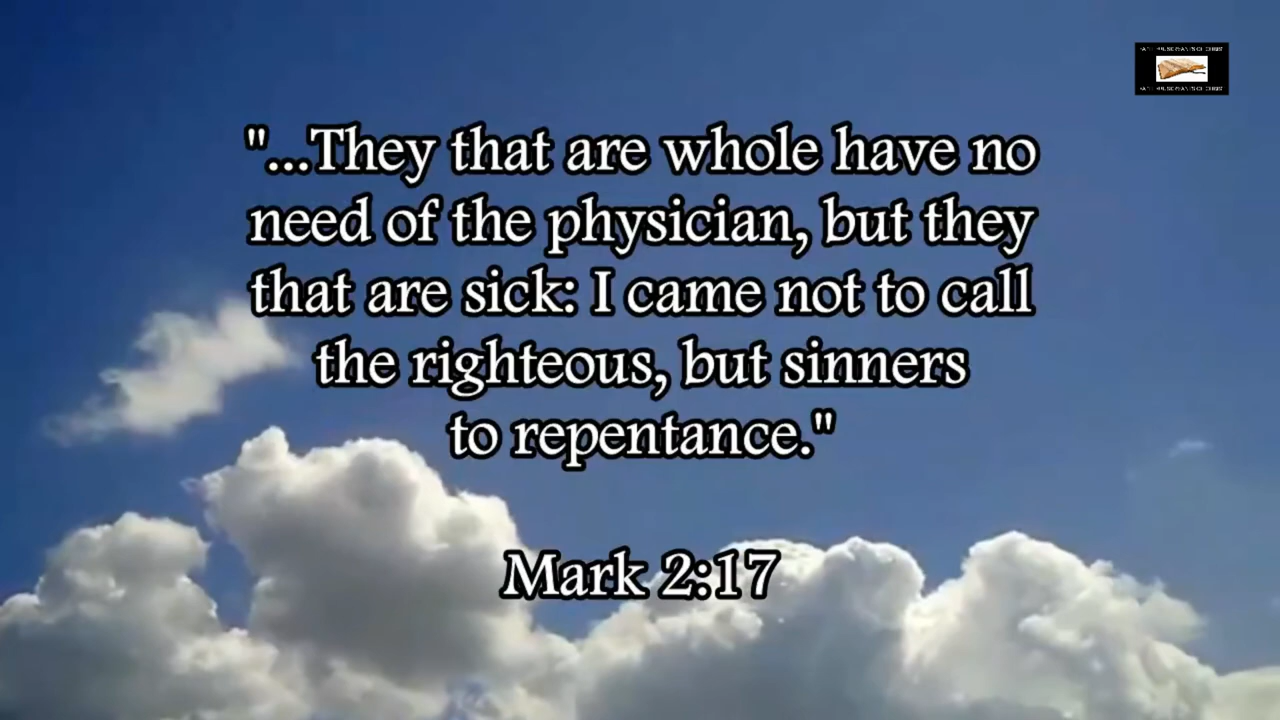 "...They that are whole have no
need of the physician, but they
that are sick: I came not to call
the righteous, but sinners
to repentance."
Mark 2:17